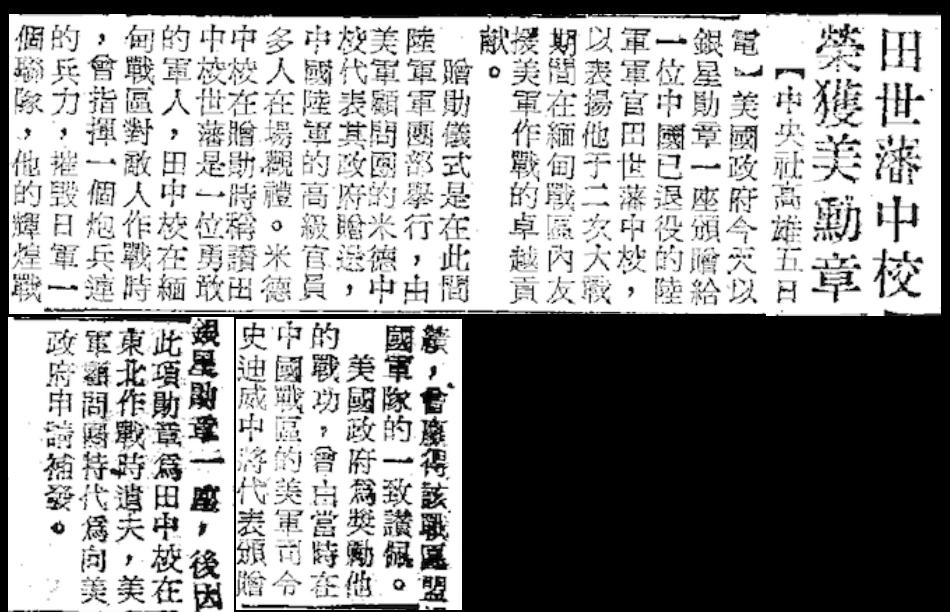 田世藩中校
榮獲美勳章
【中央社高雄五日
電】美國政府今天以
銀星勛章一座頒贈給
一位中國已退役的陸
軍軍官田世藩中校，
以表揚他于二次大戰
期間在緬甸戰區內友
援美軍作戰的卓越貢
獻。
贈勛儀式是在此間
陸軍軍團部舉行，由
美軍顧問團的米德中
校代表其政府贈送，
中國陸軍的高級官員
多人在場觀禮。米德
中校在贈勛時稱讚田
中校世藩是一位勇敢
的軍人，田中校在緬
甸戰區對敵人作戰時
，曾指揮一個炮兵連
的兵力，摧毀日軍一
個聯隊，他的輝煌戰
績，曾贏得該戰區盟
國軍隊的一致讚佩。
美國政府爲獎勵他
的戰功，曾由當時在
中國戰區的美軍司令
史迪威中將代表頒贈
銀星勛章一座，後因
此項勛章爲田中校在
東北作戰時遺夫，美
軍顧問團特代爲向美
政府申請補發。